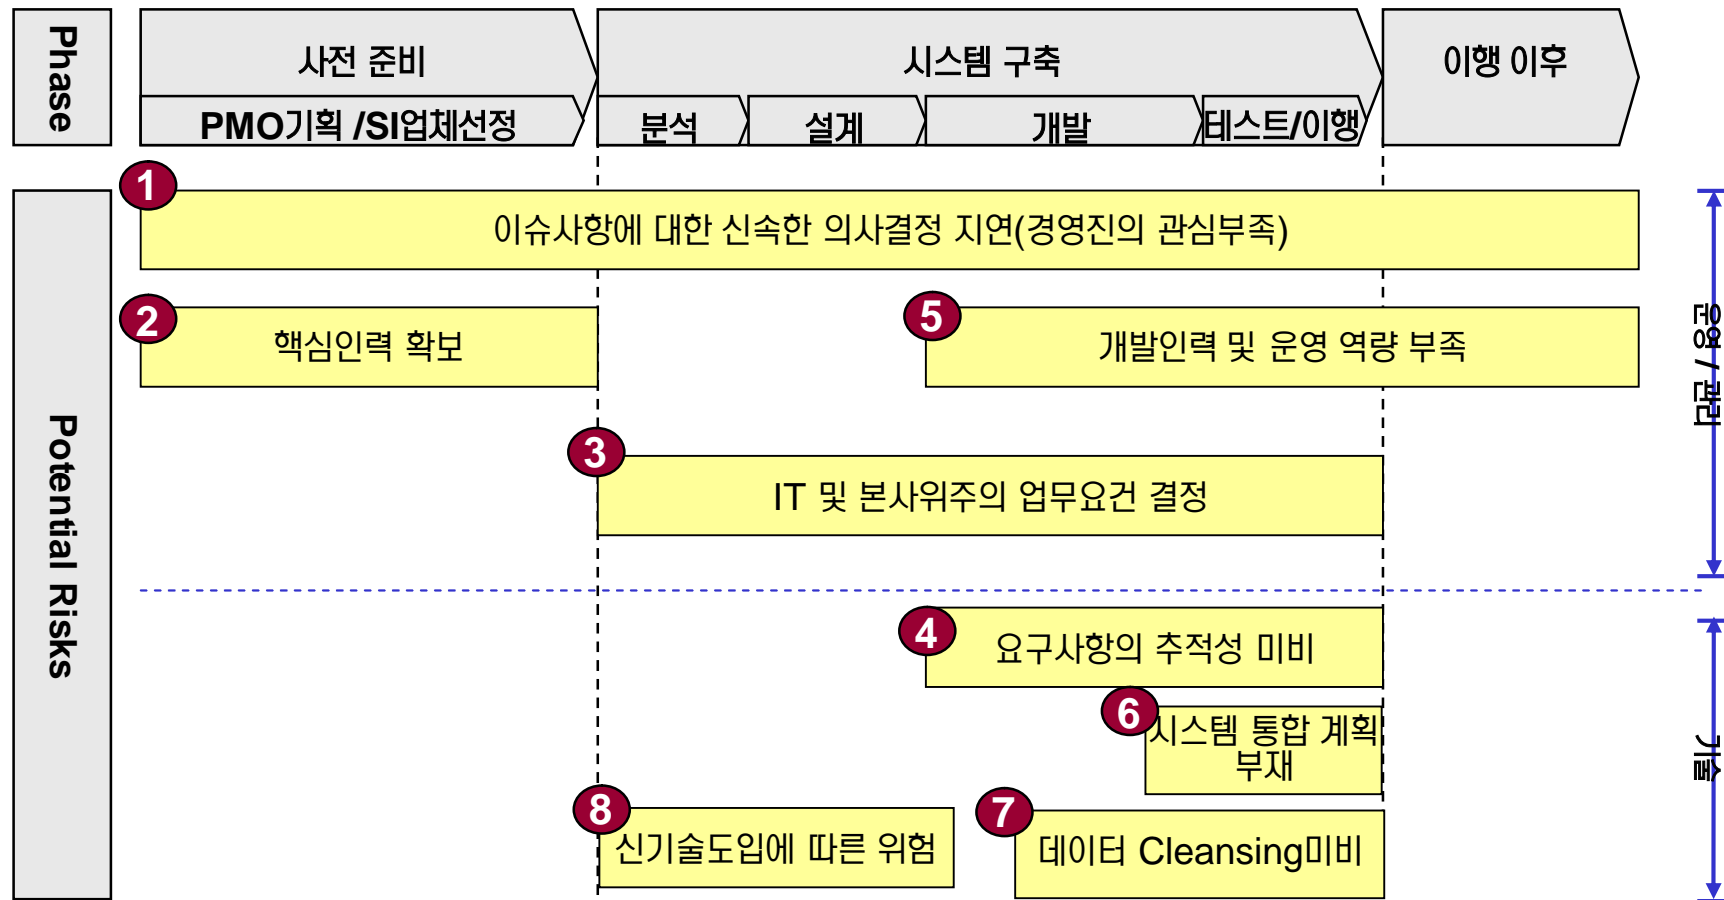 Phase
사전 준비
시스템 구축
이행 이후
PMO기획 /SI업체선정
분석
설계
개발
테스트/이행
Potential Risks
1
이슈사항에 대한 신속한 의사결정 지연(경영진의 관심부족)
2
핵심인력 확보
5
개발인력 및 운영 역량 부족
3
IT 및 본사위주의 업무요건 결정
운영 / 관리
4
요구사항의 추적성 미비
6
시스템 통합 계획
부재
8
신기술도입에 따른 위험
7
데이터 Cleansing미비
기술